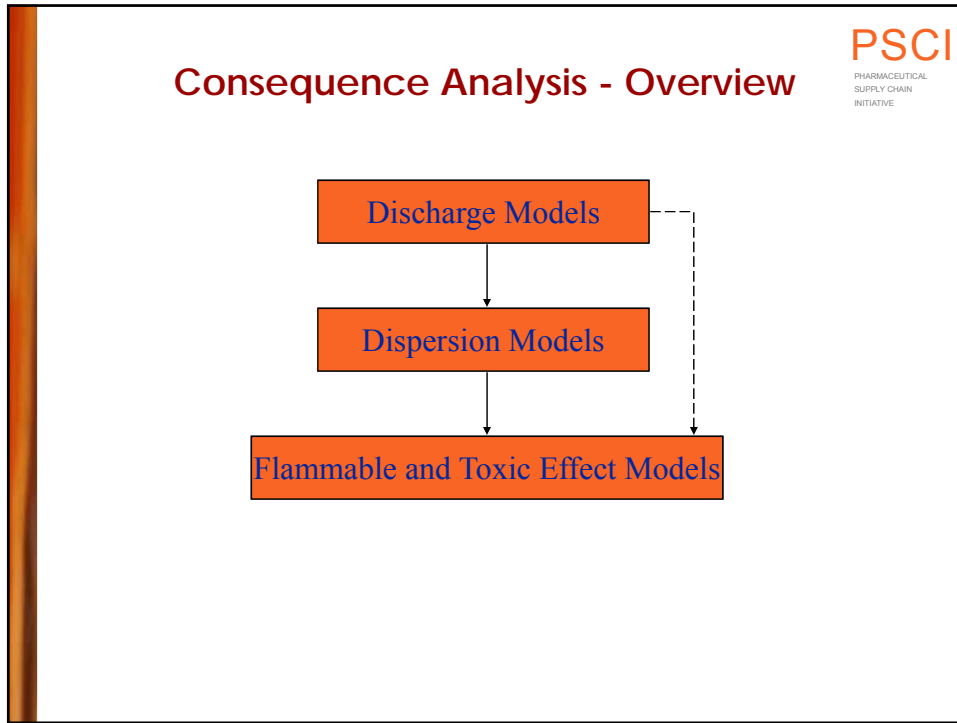 Consequence Analysis - Overview
PSCI
PHARMACEUTICAL
SUPPLY CHAIN
INITIATIVE
Discharge Models
Dispersion Models
Flammable and Toxic Effect Models